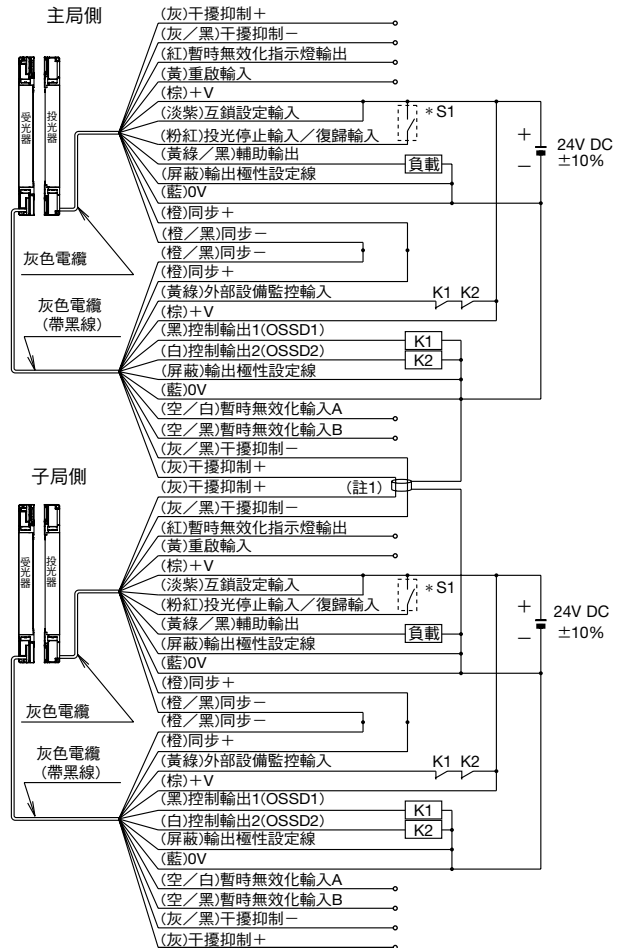 主局側
(灰)干擾抑制+
(灰／黑)干擾抑制−
(紅)暫時無效化指示燈輸出
(黃)重啟輸入
(棕)+V
(淡紫)互鎖設定輸入
(粉紅)投光停止輸入／復歸輸入
(黃綠／黑)輔助輸出
(屏蔽)輸出極性設定線
(藍)0V
(橙)同步+
(橙／黑)同步−
(橙／黑)同步−
(橙)同步+
(黃綠)外部設備監控輸入
(棕)+V
(黑)控制輸出1(OSSD1)
(白)控制輸出2(OSSD2)
(屏蔽)輸出極性設定線
(藍)0V
(空／白)暫時無效化輸入A
(空／黑)暫時無效化輸入B
(灰／黑)干擾抑制−
(灰)干擾抑制+
受光器
投光器
灰色電纜
灰色電纜
(帶黑線)
*S1
負載
+
−
24V DC
±10%
K1 K2
K1
K2
(註1)
子局側
(灰)干擾抑制+
(灰／黑)干擾抑制−
(紅)暫時無效化指示燈輸出
(黃)重啟輸入
(棕)+V
(淡紫)互鎖設定輸入
(粉紅)投光停止輸入／復歸輸入
(黃綠／黑)輔助輸出
(屏蔽)輸出極性設定線
(藍)0V
(橙)同步+
(橙／黑)同步−
(橙／黑)同步−
(橙)同步+
(黃綠)外部設備監控輸入
(棕)+V
(黑)控制輸出1(OSSD1)
(白)控制輸出2(OSSD2)
(屏蔽)輸出極性設定線
(藍)0V
(空／白)暫時無效化輸入A
(空／黑)暫時無效化輸入B
(灰／黑)干擾抑制−
(灰)干擾抑制+
受光器
投光器
灰色電纜
灰色電纜
(帶黑線)
*S1
負載
+
−
24V DC
±10%
K1 K2
K1
K2